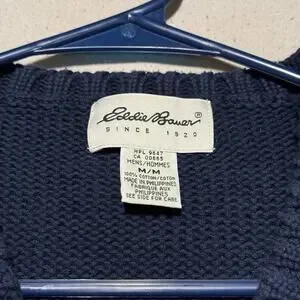 Eddie Bauer®
SINCE 1920
RPL 9647
CA 00665
MENS/HOMMES
M/M
100% COTTON/COTON
MADE IN PHILIPPINES
FABRIQUE AUX
PHILIPPINES
SEE SIDE FOR CARE